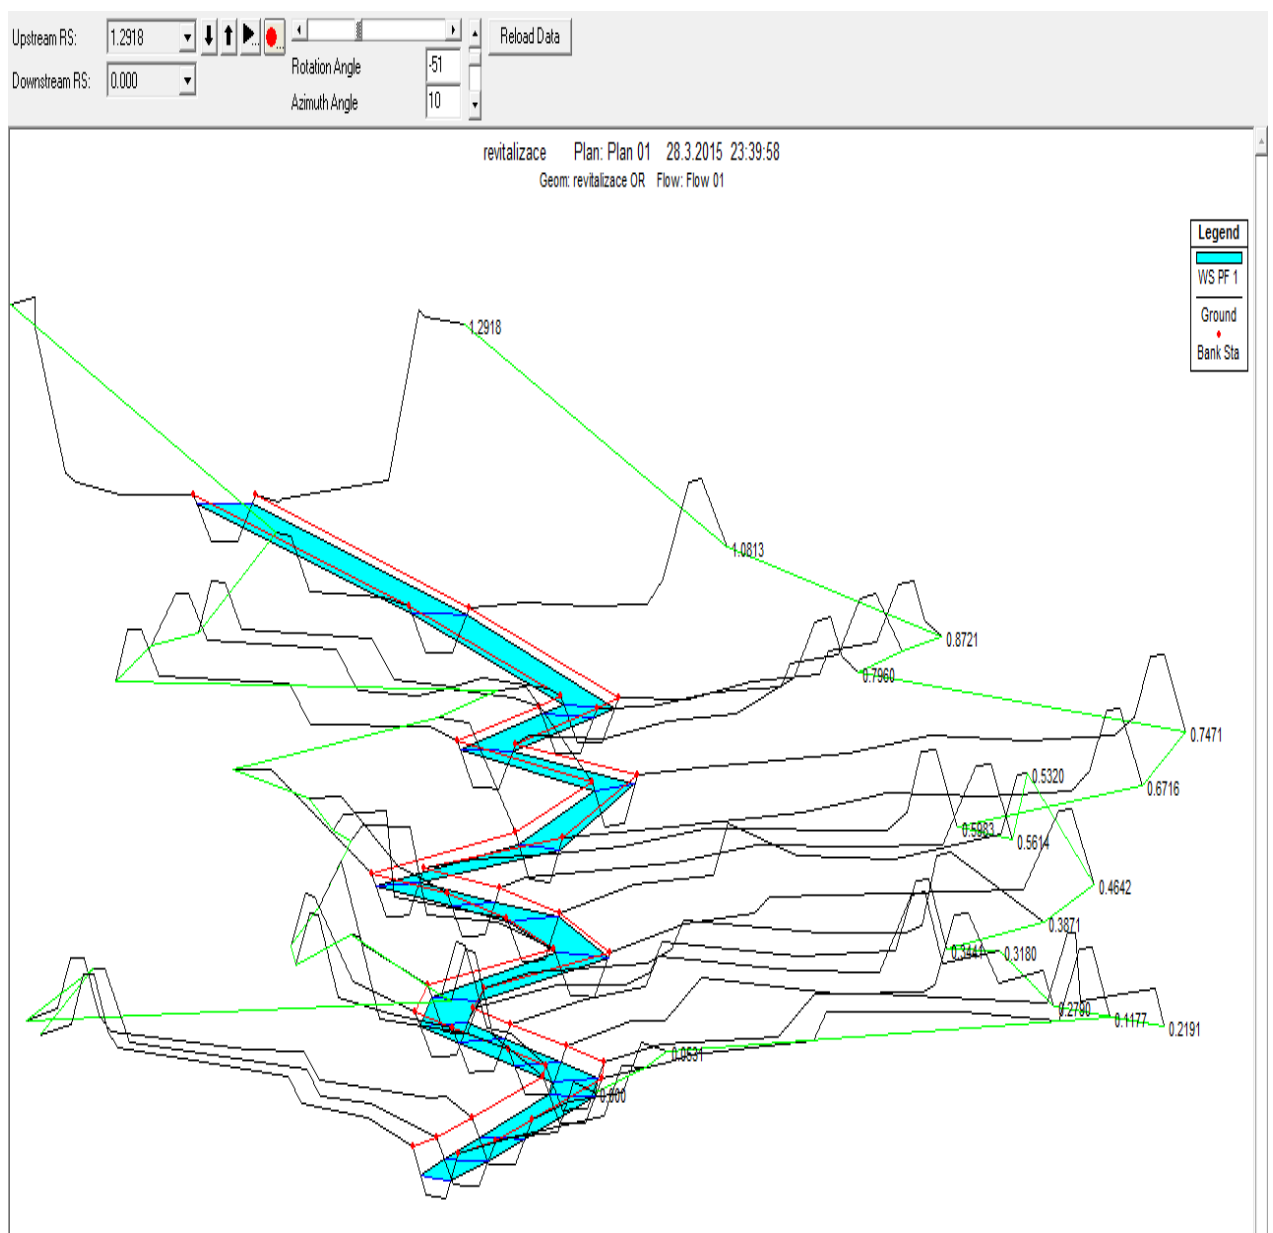 Upstream RS: 1.2918 ... ... Reload Data
Downstream RS: 0.000
Rotation Angle -51
Azimuth Angle 10
revitalizace Plan: Plan 01 28.3.2015 23:39:58
Geom: revitalizace OR Flow: Flow 01
Legend
WS PF 1
Ground
Bank Sta
1.2918
1.0813
0.8721
0.7960
0.7471
0.5320
0.6716
0.5983
0.5614
0.4642
0.3871
0.3441
0.3180
0.2790
0.1177
0.2191
0.0531
0.000